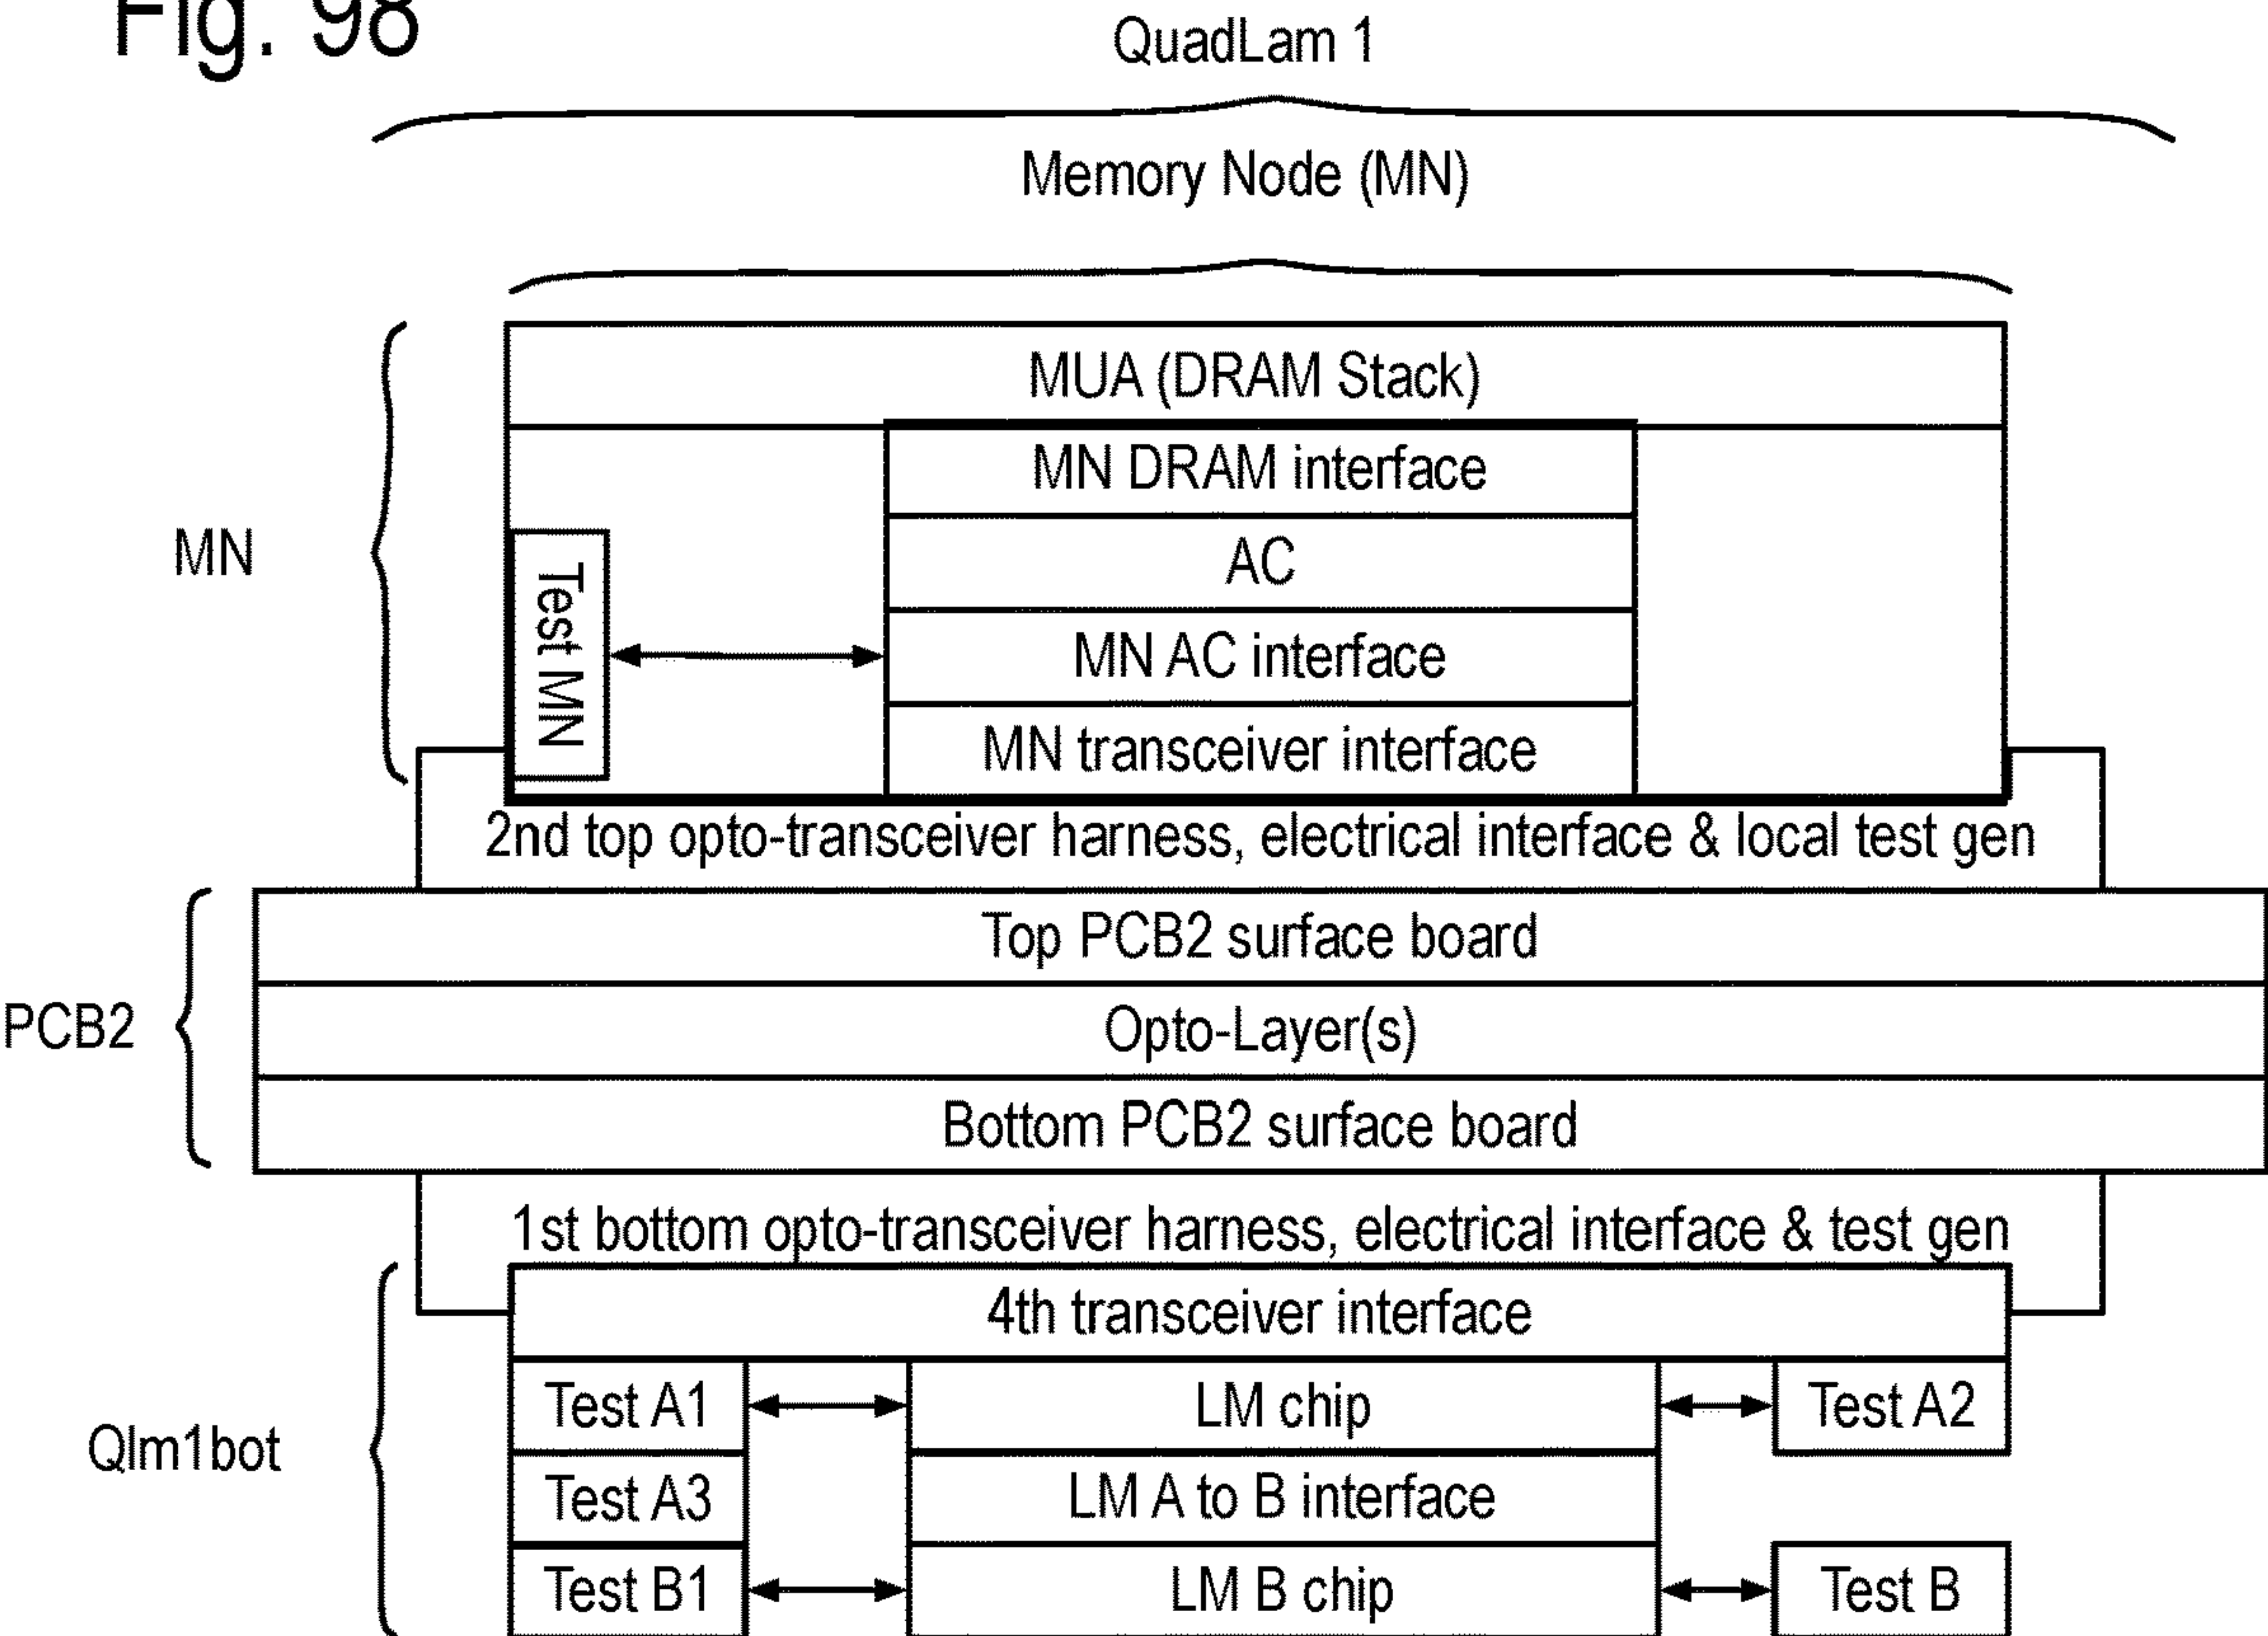 Fig. 98
QuadLam 1
Memory Node (MN)
MUA (DRAM Stack)
MN DRAM interface
MN
AC
Test MN
MN AC interface
MN transceiver interface
2nd top opto-transceiver harness, electrical interface & local test gen
Top PCB2 surface board
PCB2
Opto-Layer(s)
Bottom PCB2 surface board
1st bottom opto-transceiver harness, electrical interface & test gen
4th transceiver interface
Test A1
LM chip
Test A2
Qlm1bot
Test A3
LM A to B interface
Test B1
LM B chip
Test B